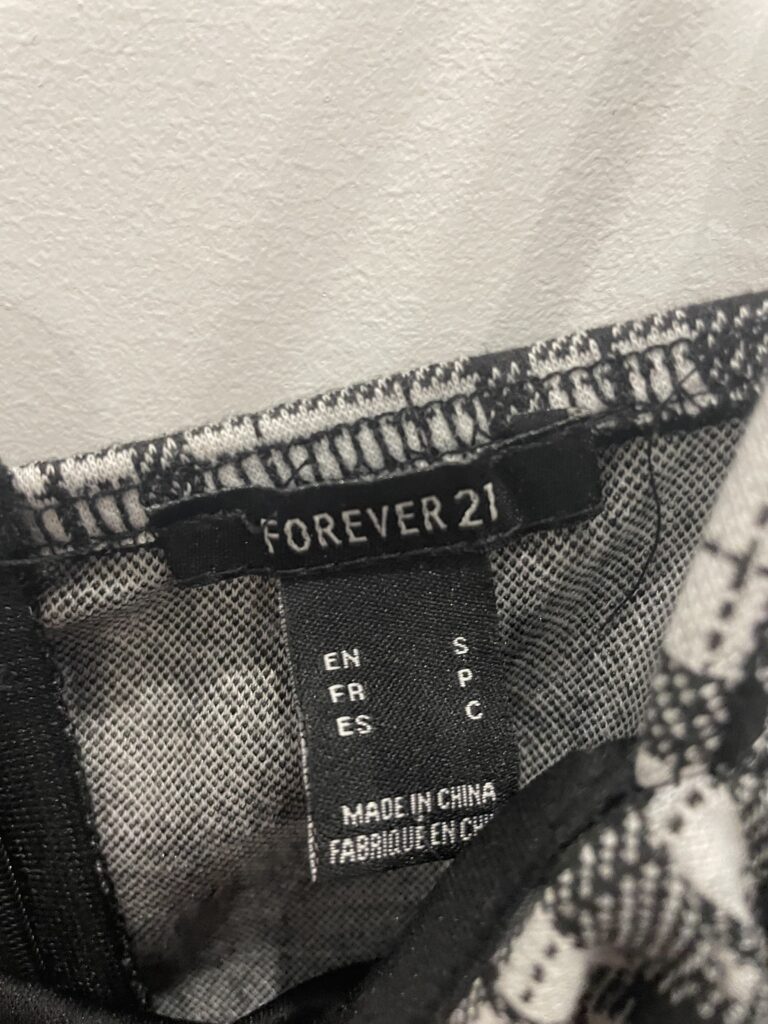 FOREVER 21
EN S
FR P
ES C
MADE IN CHINA
FABRIQUE EN